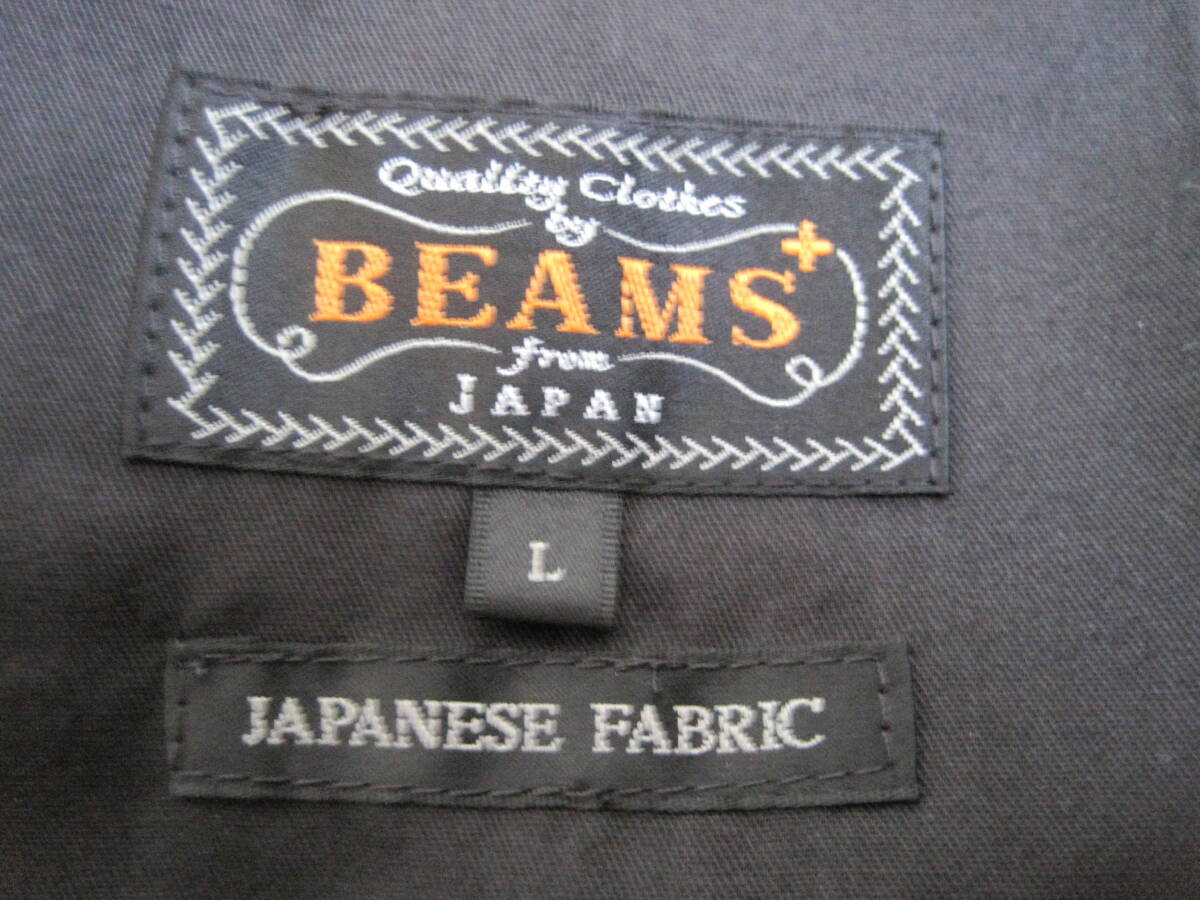 Quality Clothes
by
BEAMS+
from
JAPAN
L
JAPANESE FABRIC